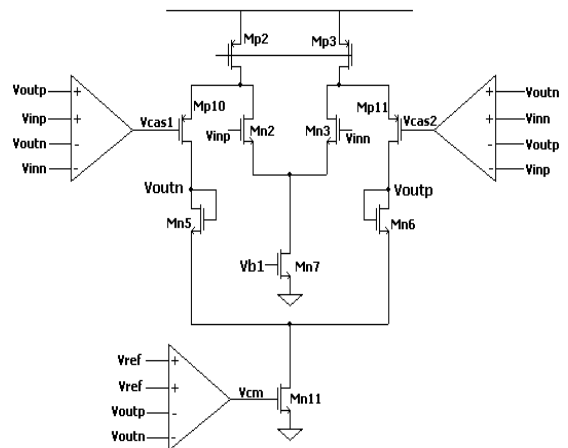 Mp2
Mp3
Voutp
Vinp
Voutn
Vinn
Vcas1
Mp10
Vinp
Mn2
Mn3
Vinn
Mp11
Vcas2
Voutn
Vinn
Voutp
Vinp
Voutn
Voutp
Mn5
Mn6
Vb1
Mn7
Vref
Vref
Voutp
Voutn
Vcm
Mn11